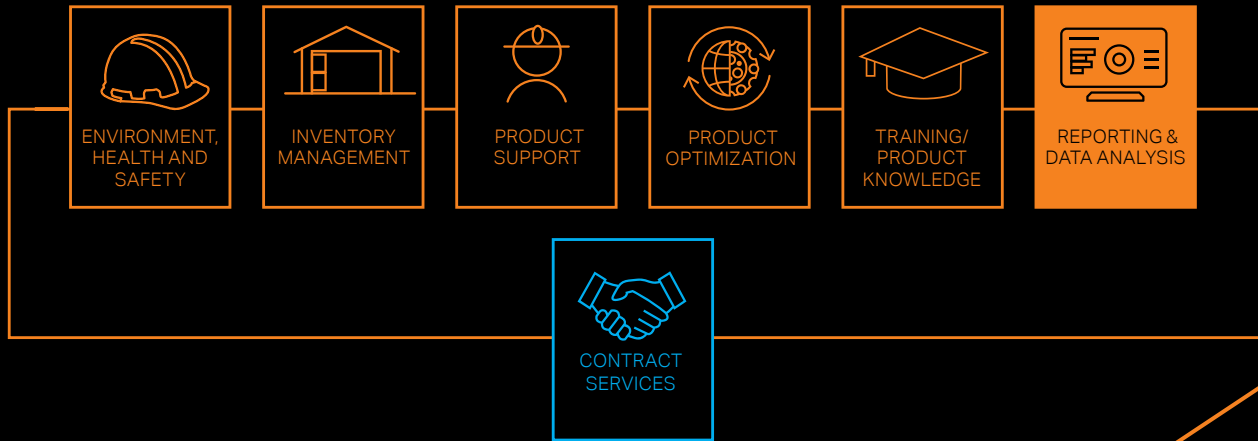 ENVIRONMENT,
HEALTH AND
SAFETY
INVENTORY
MANAGEMENT
PRODUCT
SUPPORT
PRODUCT
OPTIMIZATION
TRAINING/
PRODUCT
KNOWLEDGE
REPORTING &
DATA ANALYSIS
CONTRACT
SERVICES